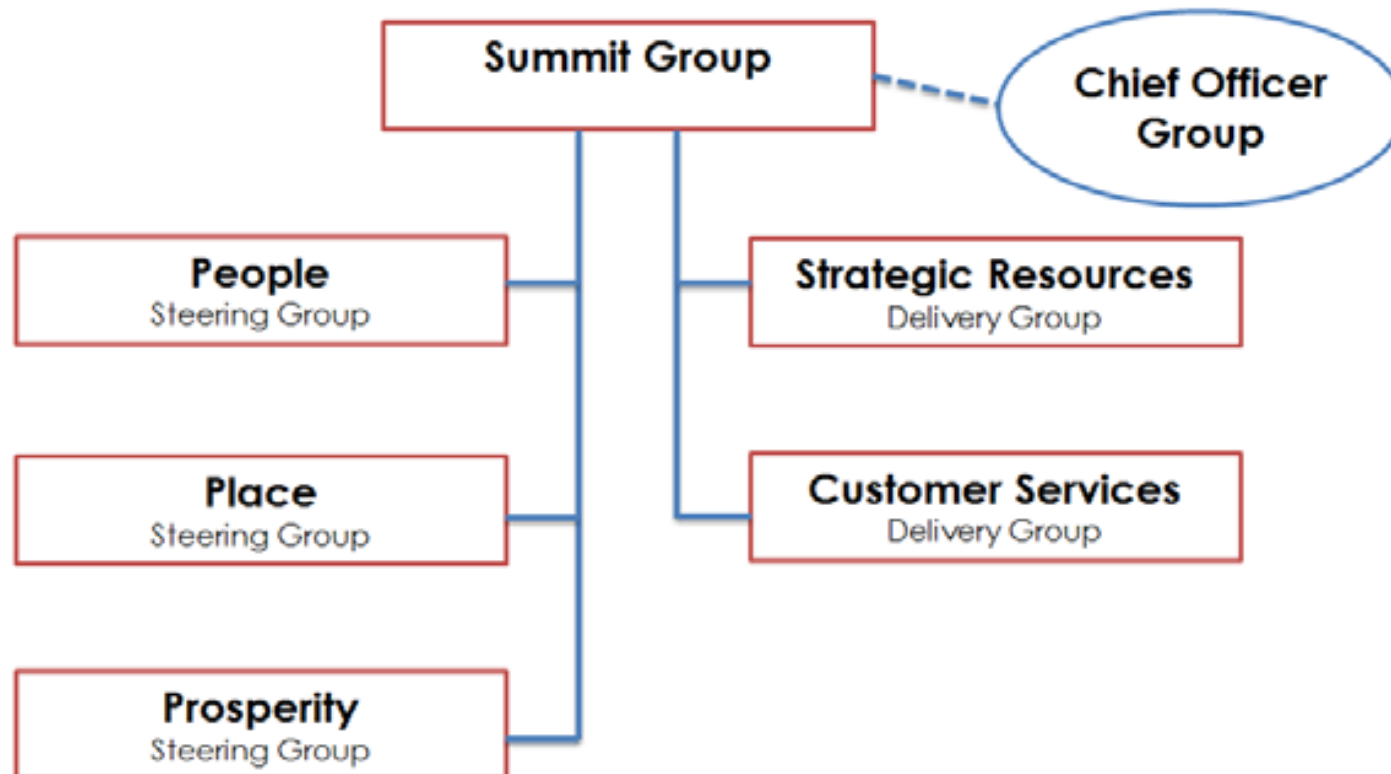 Summit Group
Chief Officer
Group
People
Steering Group
Strategic Resources
Delivery Group
Place
Steering Group
Customer Services
Delivery Group
Prosperity
Steering Group